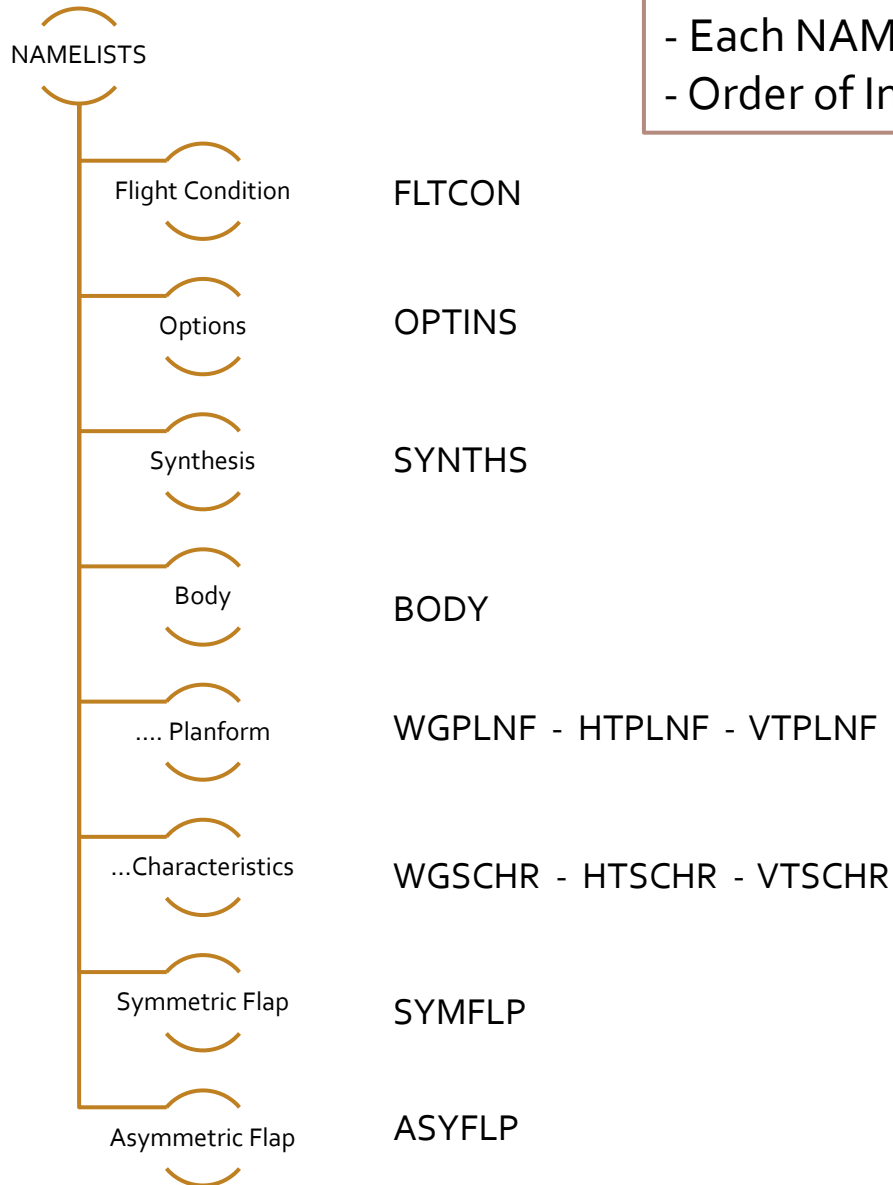 - Each NAM
- Order of In
NAMELISTS
Flight Condition FLTCON
Options OPTINS
Synthesis SYNTHS
Body BODY
.... Planform WGPLNF - HTPLNF - VTPLNF
...Characteristics WGSCHR - HTSCHR - VTSCHR
Symmetric Flap SYMFLP
Asymmetric Flap ASYFLP